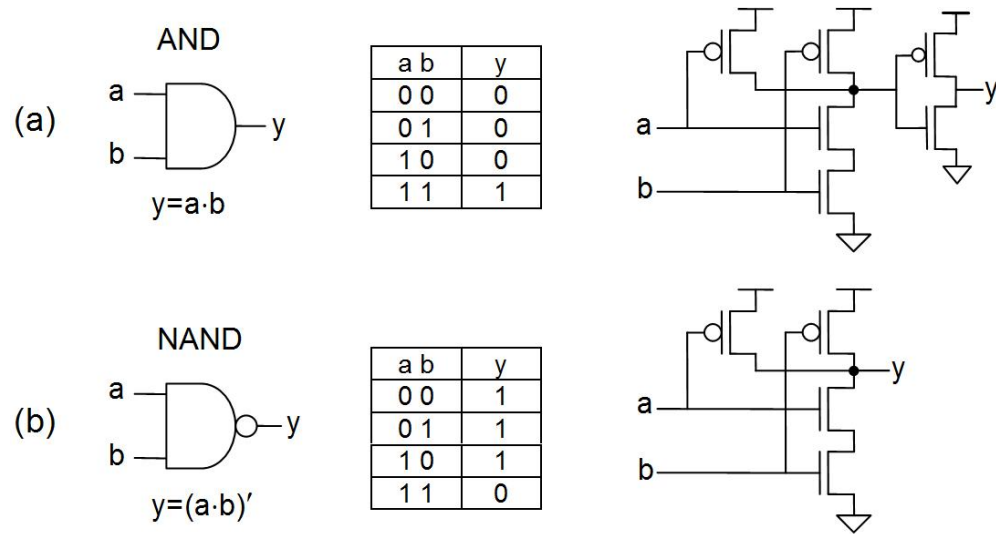 AND
(a)
a
b
y
y=a·b
a b y
0 0 0
0 1 0
1 0 0
1 1 1
a
b
y
NAND
(b)
a
b
y
y=(a·b)′
a b y
0 0 1
0 1 1
1 0 1
1 1 0
a
b
y